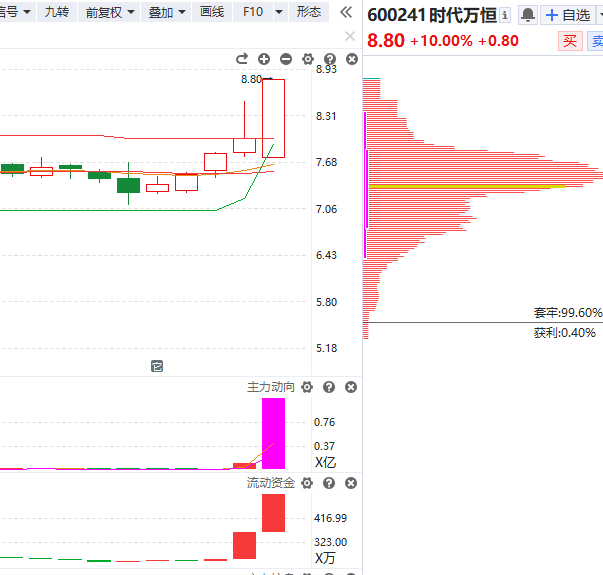 信号 九转 前复权 叠加 画线 F10 形态
600241 时代万恒
自选
8.80 +10.00% +0.80
买 卖
8.93
8.80
8.31
7.68
7.06
6.43
5.80
5.18
套牢:99.60%
获利:0.40%
主力动向
0.76
0.37
X亿
流动资金
416.99
323.00
X万